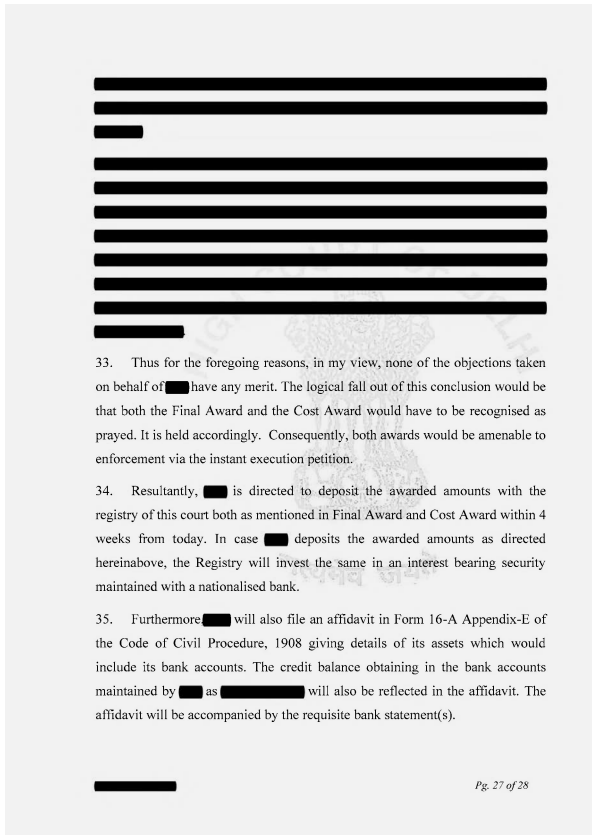 33. Thus for the foregoing reasons, in my view, none of the objections taken
on behalf of have any merit. The logical fall out of this conclusion would be
that both the Final Award and the Cost Award would have to be recognised as
prayed. It is held accordingly. Consequently, both awards would be amenable to
enforcement via the instant execution petition.
34. Resultantly, is directed to deposit the awarded amounts with the
registry of this court both as mentioned in Final Award and Cost Award within 4
weeks from today. In case deposits the awarded amounts as directed
hereinabove, the Registry will invest the same in an interest bearing security
maintained with a nationalised bank.
35. Furthermore, will also file an affidavit in Form 16-A Appendix-E of
the Code of Civil Procedure, 1908 giving details of its assets which would
include its bank accounts. The credit balance obtaining in the bank accounts
maintained by as will also be reflected in the affidavit. The
affidavit will be accompanied by the requisite bank statement(s).
HIGH COURT OF DELHI
सत्यमेव जयते
Pg. 27 of 28